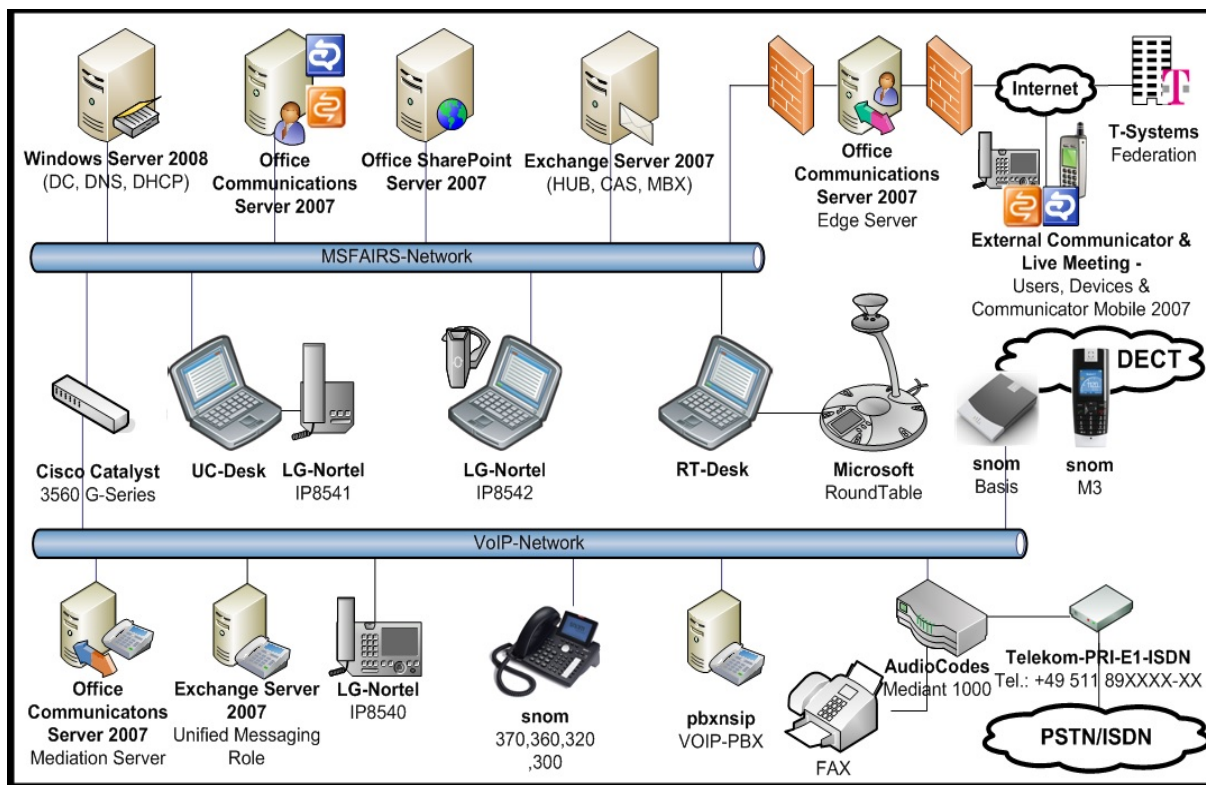 Windows Server 2008
(DC, DNS, DHCP)
Office
Communications
Server 2007
Office SharePoint
Server 2007
Exchange Server 2007
(HUB, CAS, MBX)
Office
Communications
Server 2007
Edge Server
Internet
T
T-Systems
Federation
External Communicator &
Live Meeting -
Users, Devices &
Communicator Mobile 2007
MSFAIRS-Network
DECT
Cisco Catalyst
3560 G-Series
UC-Desk
LG-Nortel
IP8541
LG-Nortel
IP8542
RT-Desk
Microsoft
RoundTable
snom
Basis
snom
M3
VoIP-Network
Office
Communicatons
Server 2007
Mediation Server
Exchange Server
2007
Unified Messaging
Role
LG-Nortel
IP8540
snom
370,360,320
,300
pbxnsip
VOIP-PBX
FAX
AudioCodes
Mediant 1000
Telekom-PRI-E1-ISDN
Tel.: +49 511 89XXXX-XX
PSTN/ISDN